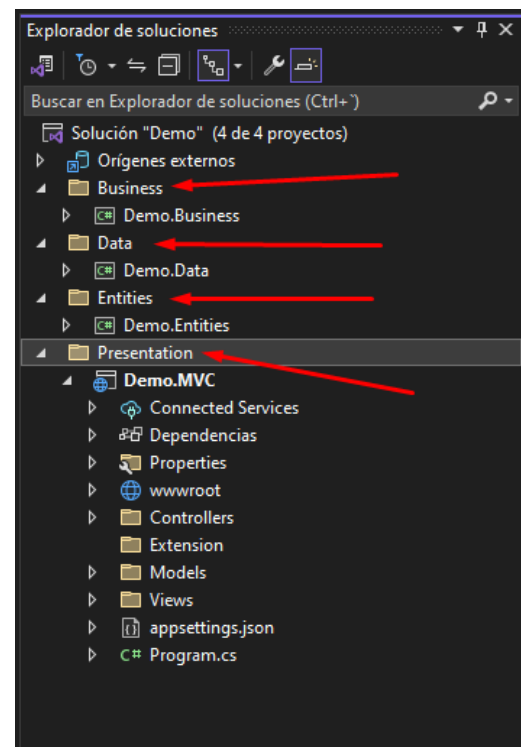 Explorador de soluciones
Buscar en Explorador de soluciones (Ctrl+`)
Solución "Demo" (4 de 4 proyectos)
Orígenes externos
Business
C# Demo.Business
Data
C# Demo.Data
Entities
C# Demo.Entities
Presentation
Demo.MVC
Connected Services
Dependencias
Properties
wwwroot
Controllers
Extension
Models
Views
appsettings.json
C# Program.cs